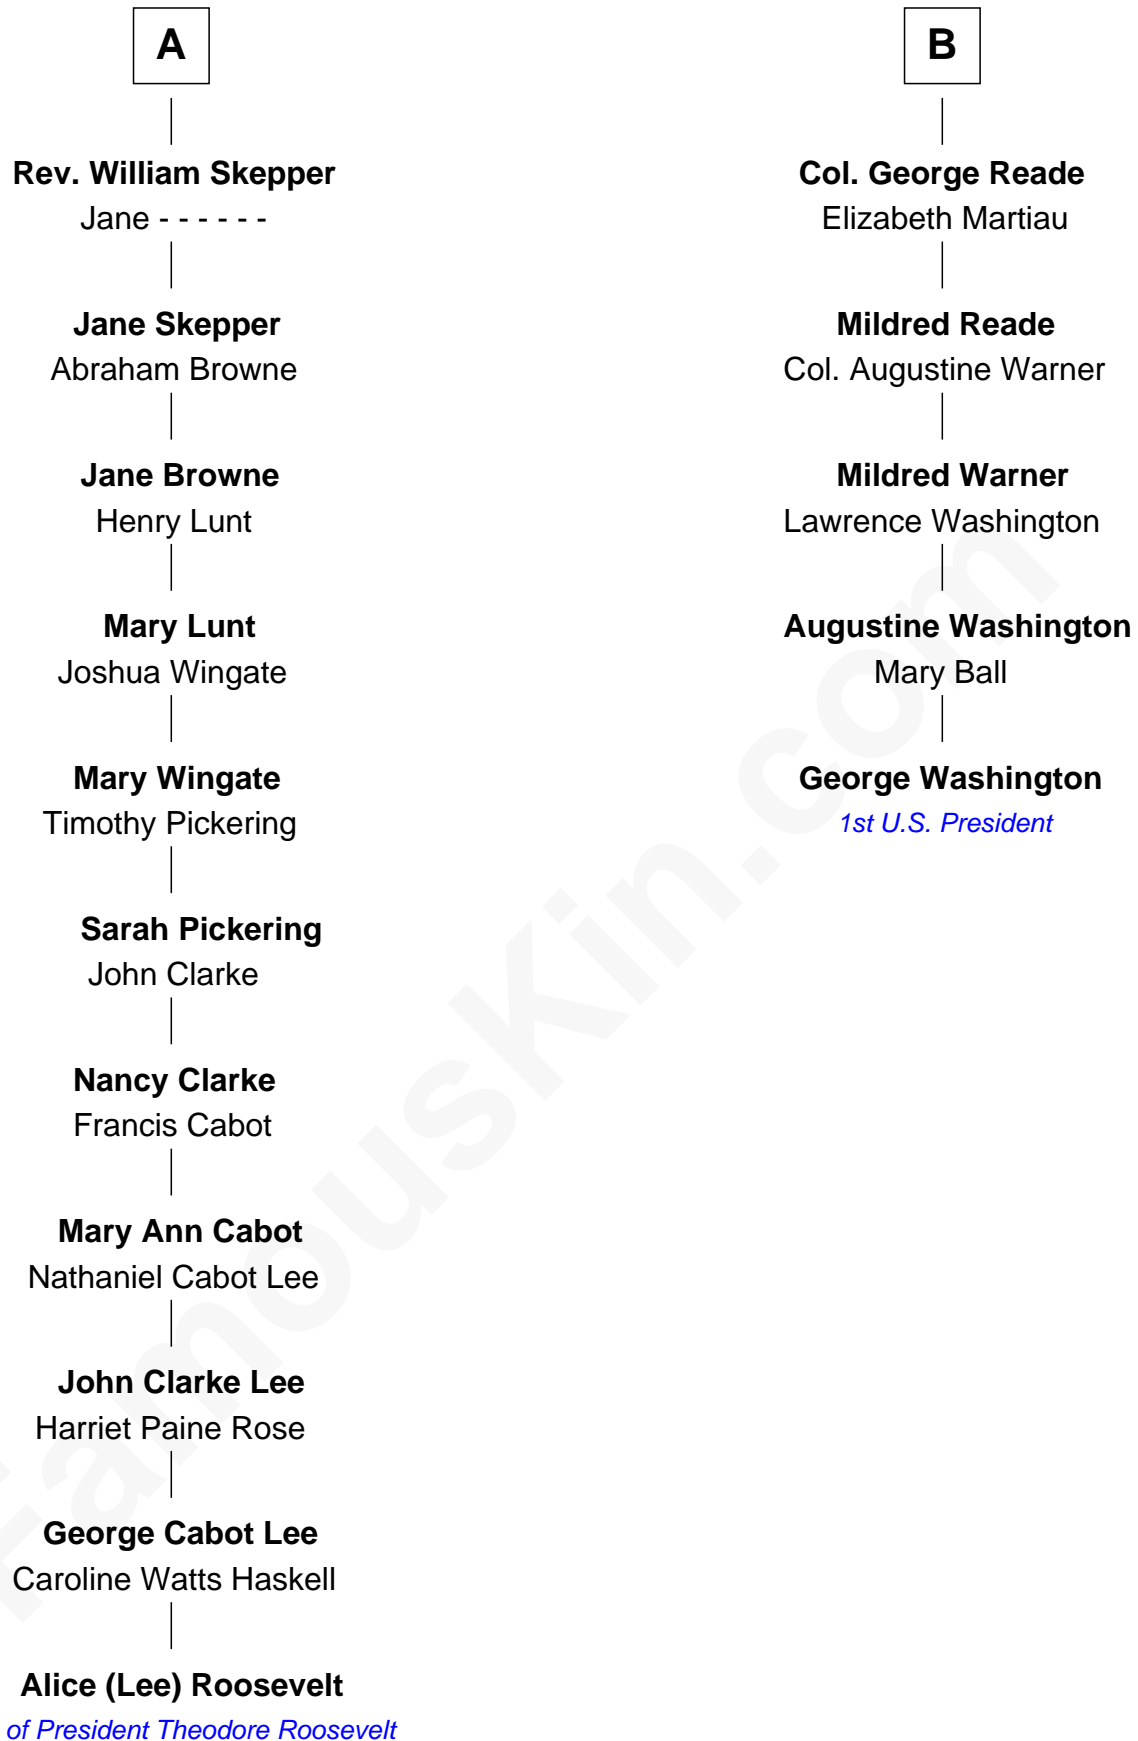 A
Rev. William Skepper
Jane - - - - - -
Jane Skepper
Abraham Browne
Jane Browne
Henry Lunt
Mary Lunt
Joshua Wingate
Mary Wingate
Timothy Pickering
Sarah Pickering
John Clarke
Nancy Clarke
Francis Cabot
Mary Ann Cabot
Nathaniel Cabot Lee
John Clarke Lee
Harriet Paine Rose
George Cabot Lee
Caroline Watts Haskell
Alice (Lee) Roosevelt
of President Theodore Roosevelt
B
Col. George Reade
Elizabeth Martiau
Mildred Reade
Col. Augustine Warner
Mildred Warner
Lawrence Washington
Augustine Washington
Mary Ball
George Washington
1st U.S. President
FamousKin.com